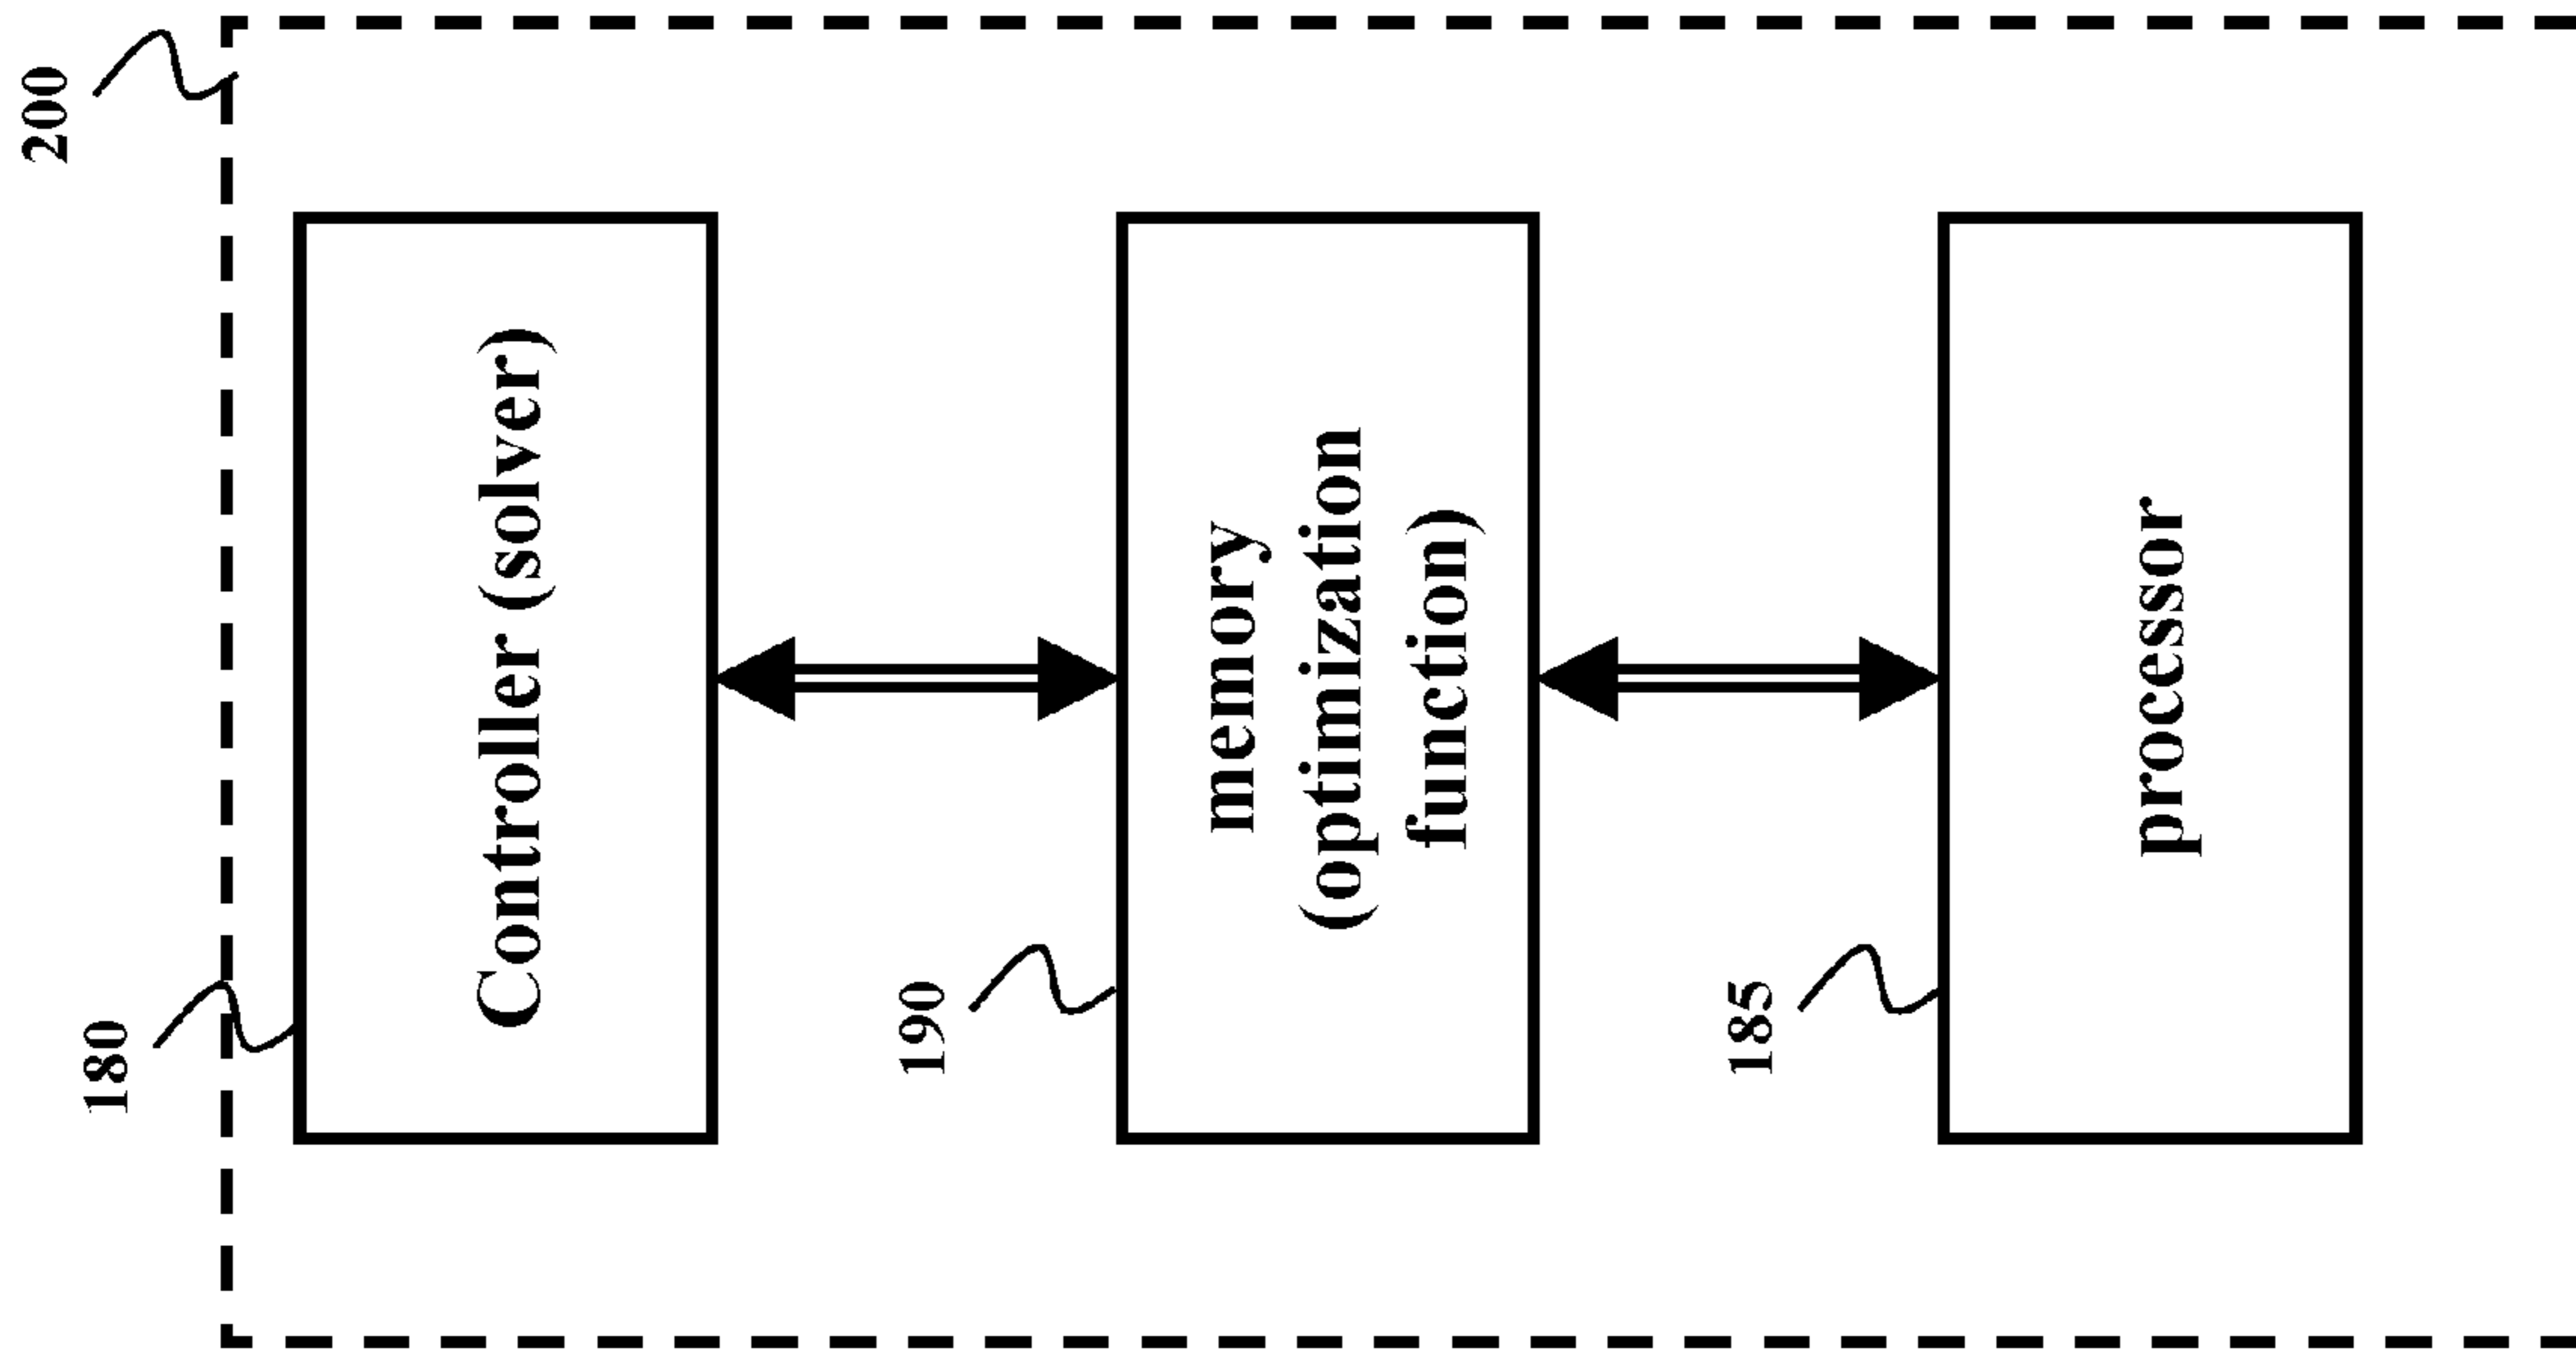 200
180
Controller (solver)
190
memory
(optimization
function)
185
processor